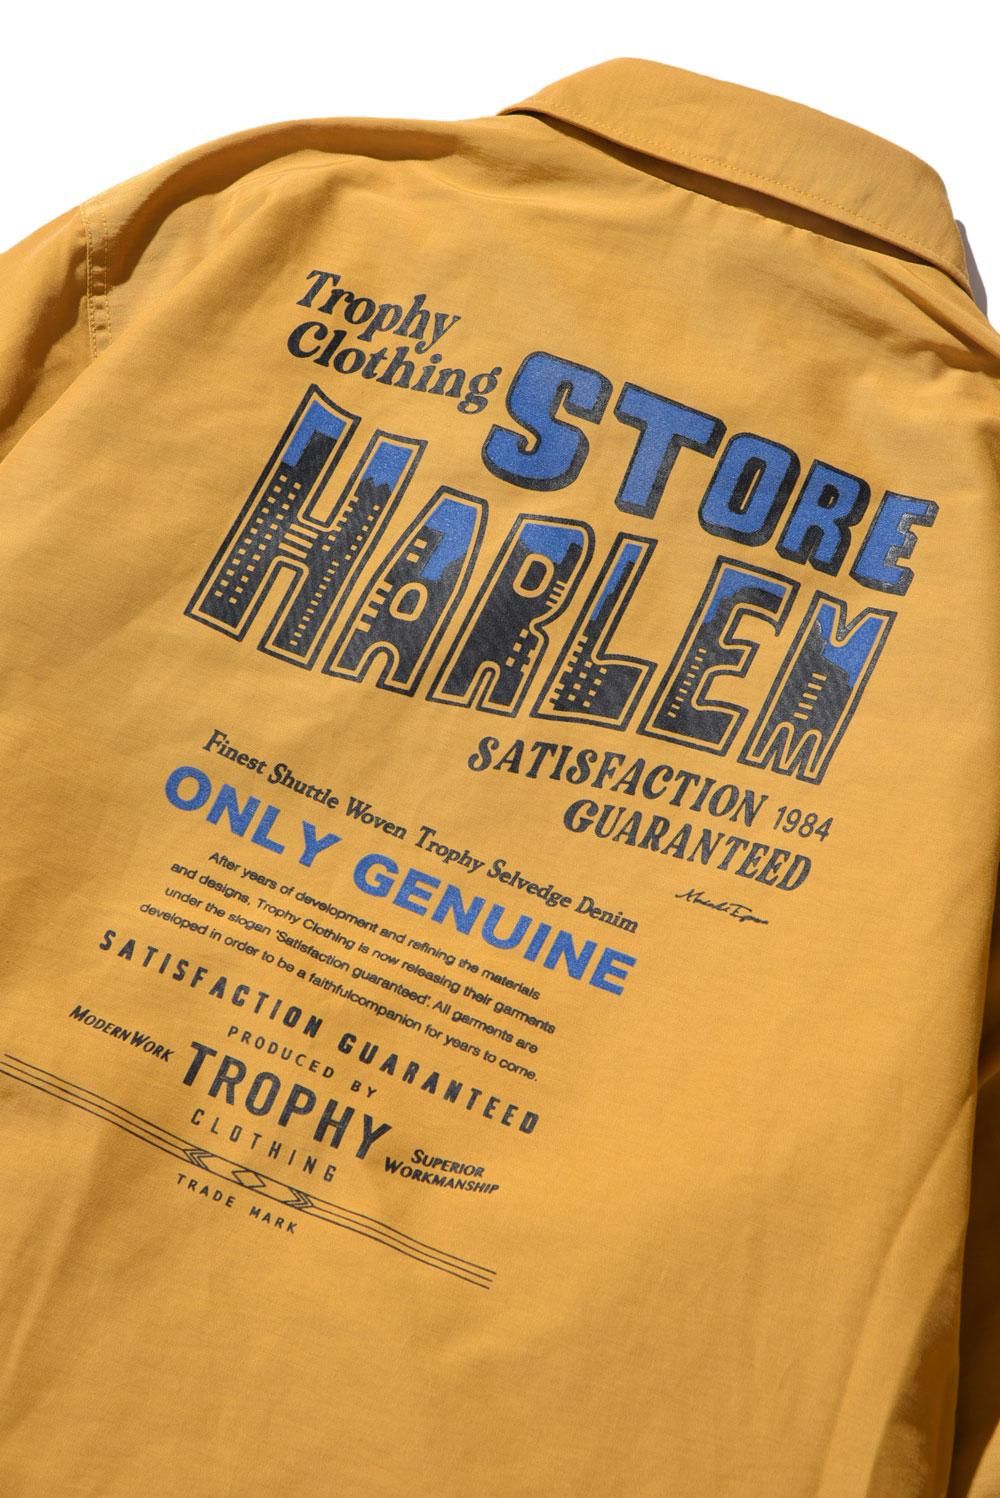 Trophy
Clothing
STORE
HARLEM
SATISFACTION 1984
GUARANTEED
Finest Shuttle Woven Trophy Selvedge Denim
ONLY GENUINE
After years of development and refining the materials
and designs, Trophy Clothing is now releasing their garments
under the slogan 'Satisfaction guaranteed'. All garments are
developed in order to be a faithfulcompanion for years to come.
SATISFACTION GUARANTEED
PRODUCED BY
MODERN WORK
TROPHY
CLOTHING
SUPERIOR
WORKMANSHIP
TRADE MARK